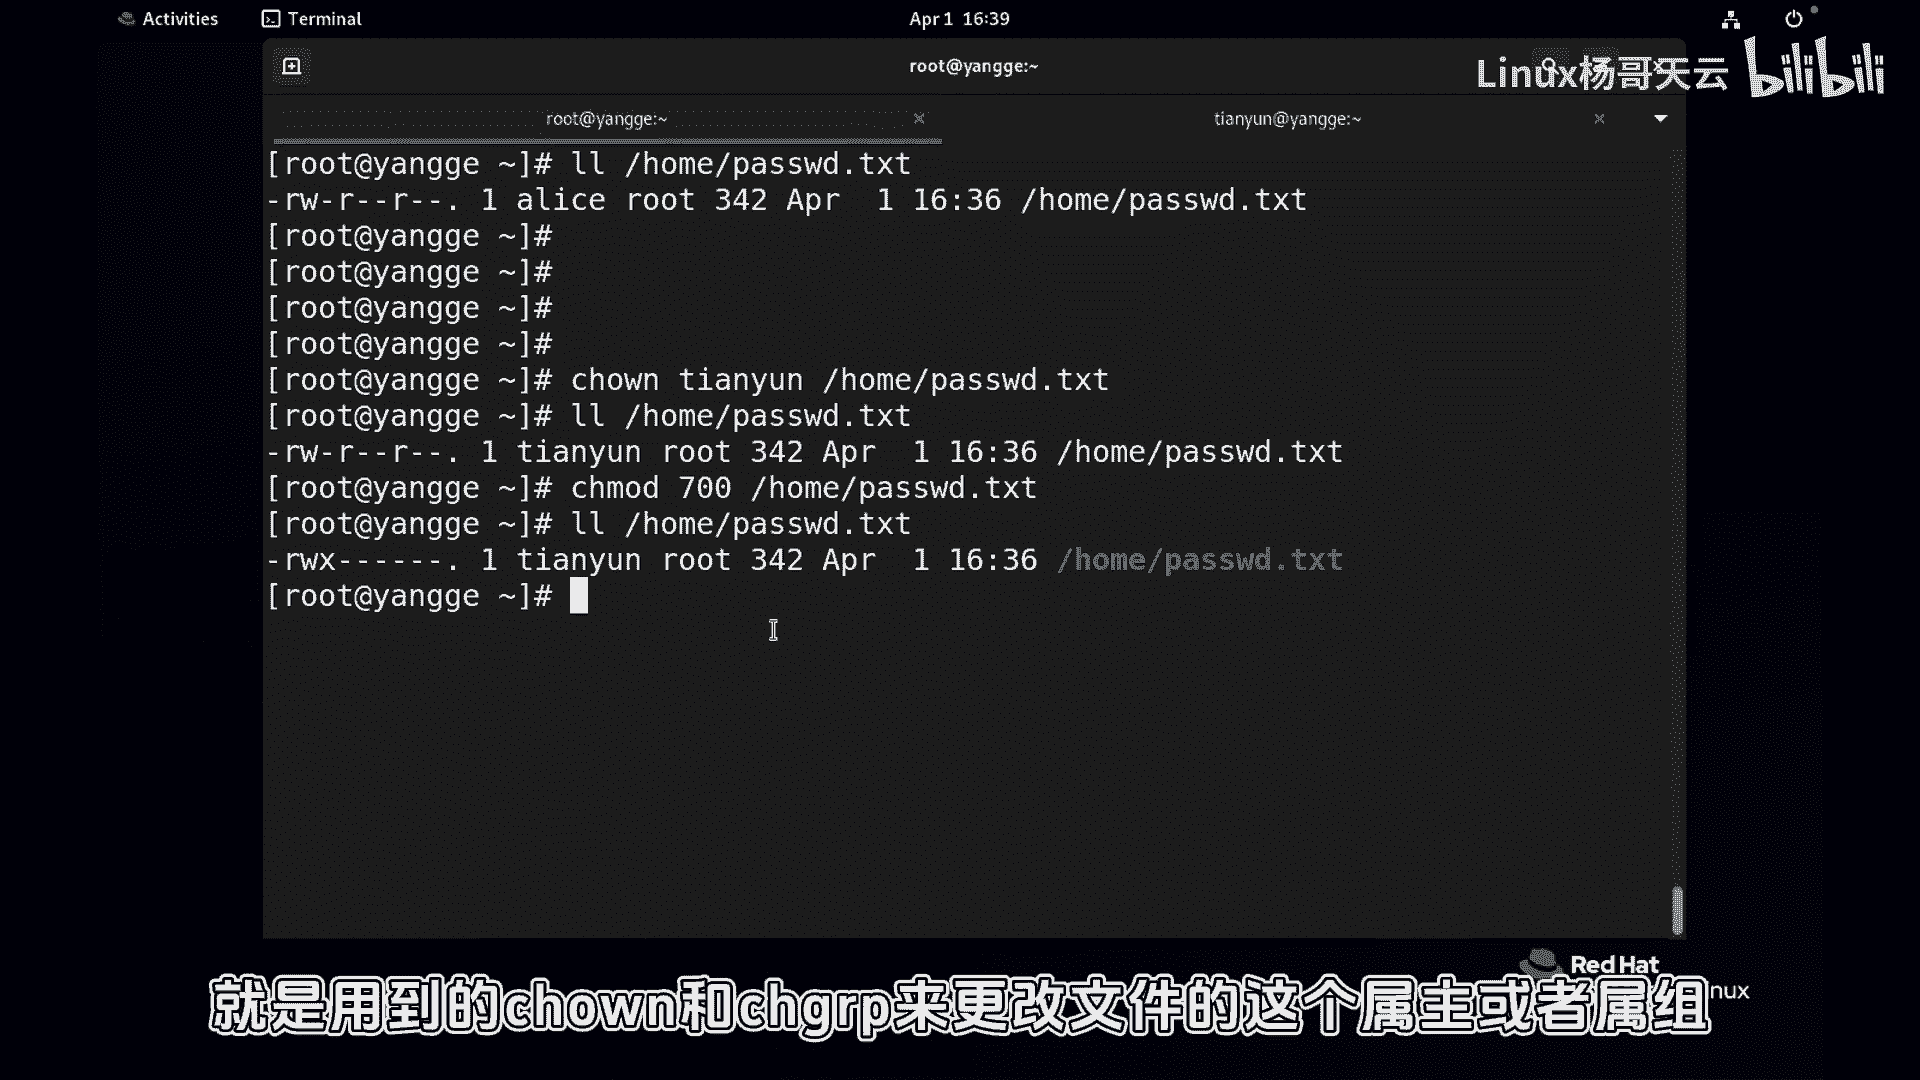 Activities Terminal Apr 1 16:39
root@yangge:~
Linux杨哥天云 bilibili
root@yangge:~ × tianyun@yangge:~ ×
[root@yangge ~]# ll /home/passwd.txt
-rw-r--r--. 1 alice root 342 Apr  1 16:36 /home/passwd.txt
[root@yangge ~]#
[root@yangge ~]#
[root@yangge ~]#
[root@yangge ~]#
[root@yangge ~]# chown tianyun /home/passwd.txt
[root@yangge ~]# ll /home/passwd.txt
-rw-r--r--. 1 tianyun root 342 Apr  1 16:36 /home/passwd.txt
[root@yangge ~]# chmod 700 /home/passwd.txt
[root@yangge ~]# ll /home/passwd.txt
-rwx------. 1 tianyun root 342 Apr  1 16:36 /home/passwd.txt
[root@yangge ~]#
Red Hat
nux
就是用到的chown和chgrp来更改文件的这个属主或者属组